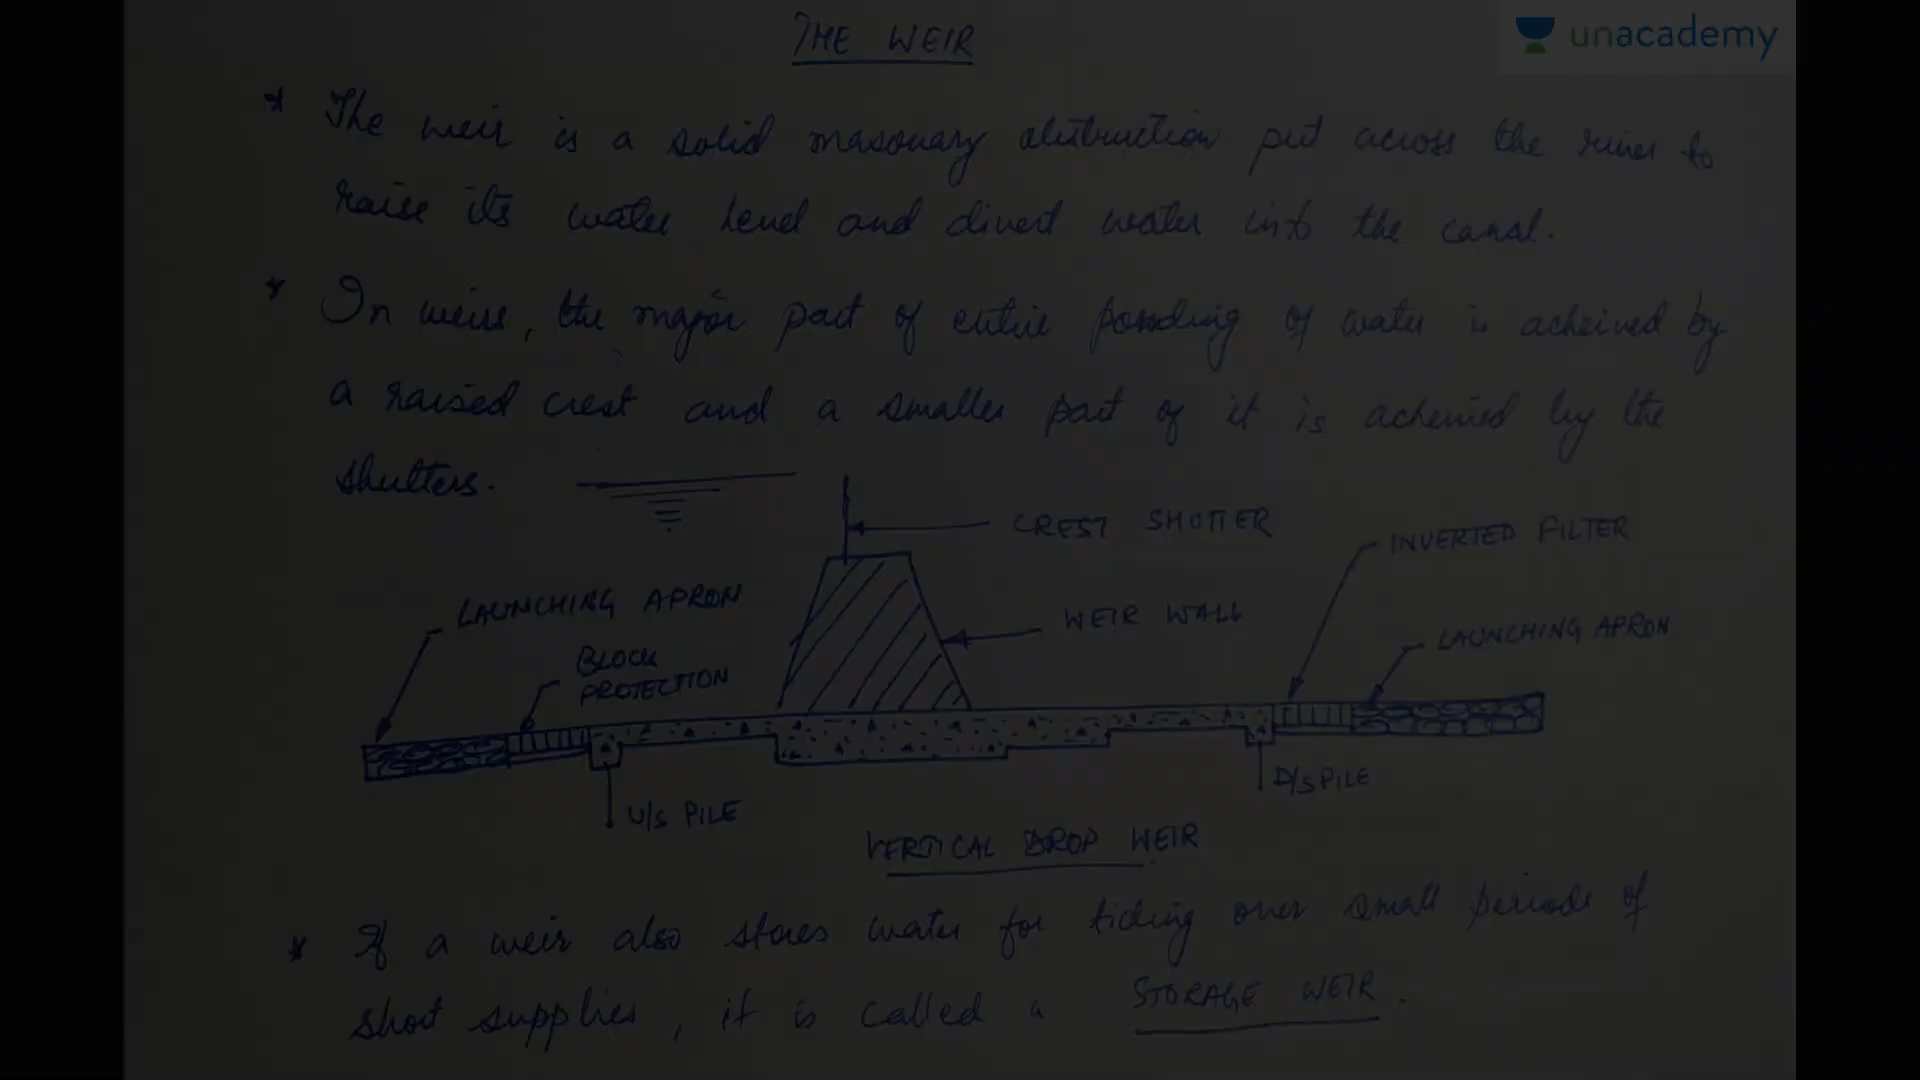 THE WEIR
unacademy
* The weir is a solid masonary obstruction put across the river to
raise its water level and divert water into the canal.
* In weirs, the major part of entire ponding of water is acheived by
a raised crest and a smaller part of it is acheived by the
shutters.
CREST SHUTTER
INVERTED FILTER
LAUNCHING APRON
WEIR WALL
LAUNCHING APRON
BLOCK
PROTECTION
D/S PILE
U/S PILE
VERTICAL DROP WEIR
* If a weir also stores water for tiding over small periods of
short supplies, it is called a STORAGE WEIR.